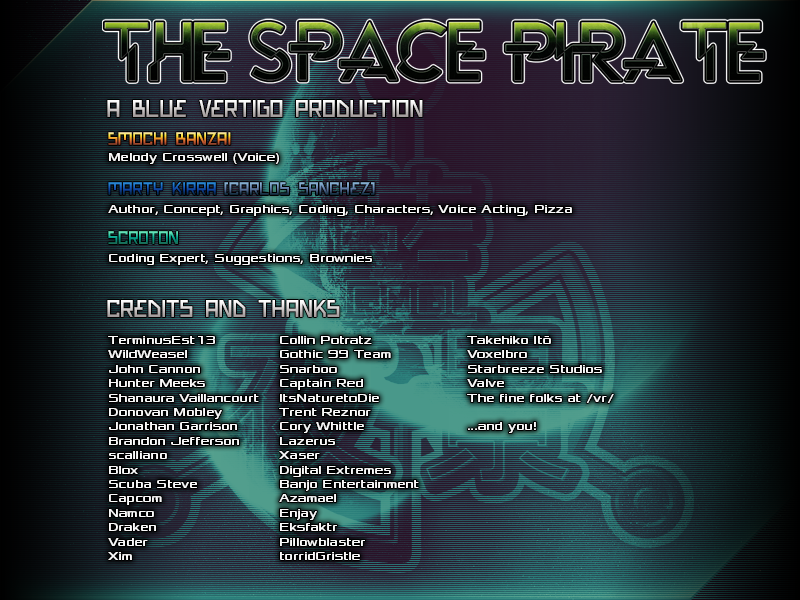 THE SPACE PIRATE
A BLUE VERTIGO PRODUCTION
SMOCHI BANZAI
Melody Crosswell (Voice)
MARTY KIRRA [CARLOS SANCHEZ]
Author, Concept, Graphics, Coding, Characters, Voice Acting, Pizza
SCROTON
Coding Expert, Suggestions, Brownies
CREDITS AND THANKS
TerminusEst13
WildWeasel
John Cannon
Hunter Meeks
Shanaura Vaillancourt
Donovan Mobley
Jonathan Garrison
Brandon Jefferson
scalliano
Blox
Scuba Steve
Capcom
Namco
Draken
Vader
Xim
Collin Potratz
Gothic 99 Team
Snarboo
Captain Red
ItsNaturetoDie
Trent Reznor
Cory Whittle
Lazerus
Xaser
Digital Extremes
Banjo Entertainment
Azamael
Enjay
Eksfaktr
Pillowblaster
torridGristle
Takehiko Itō
Voxelbro
Starbreeze Studios
Valve
The fine folks at /vr/
...and you!